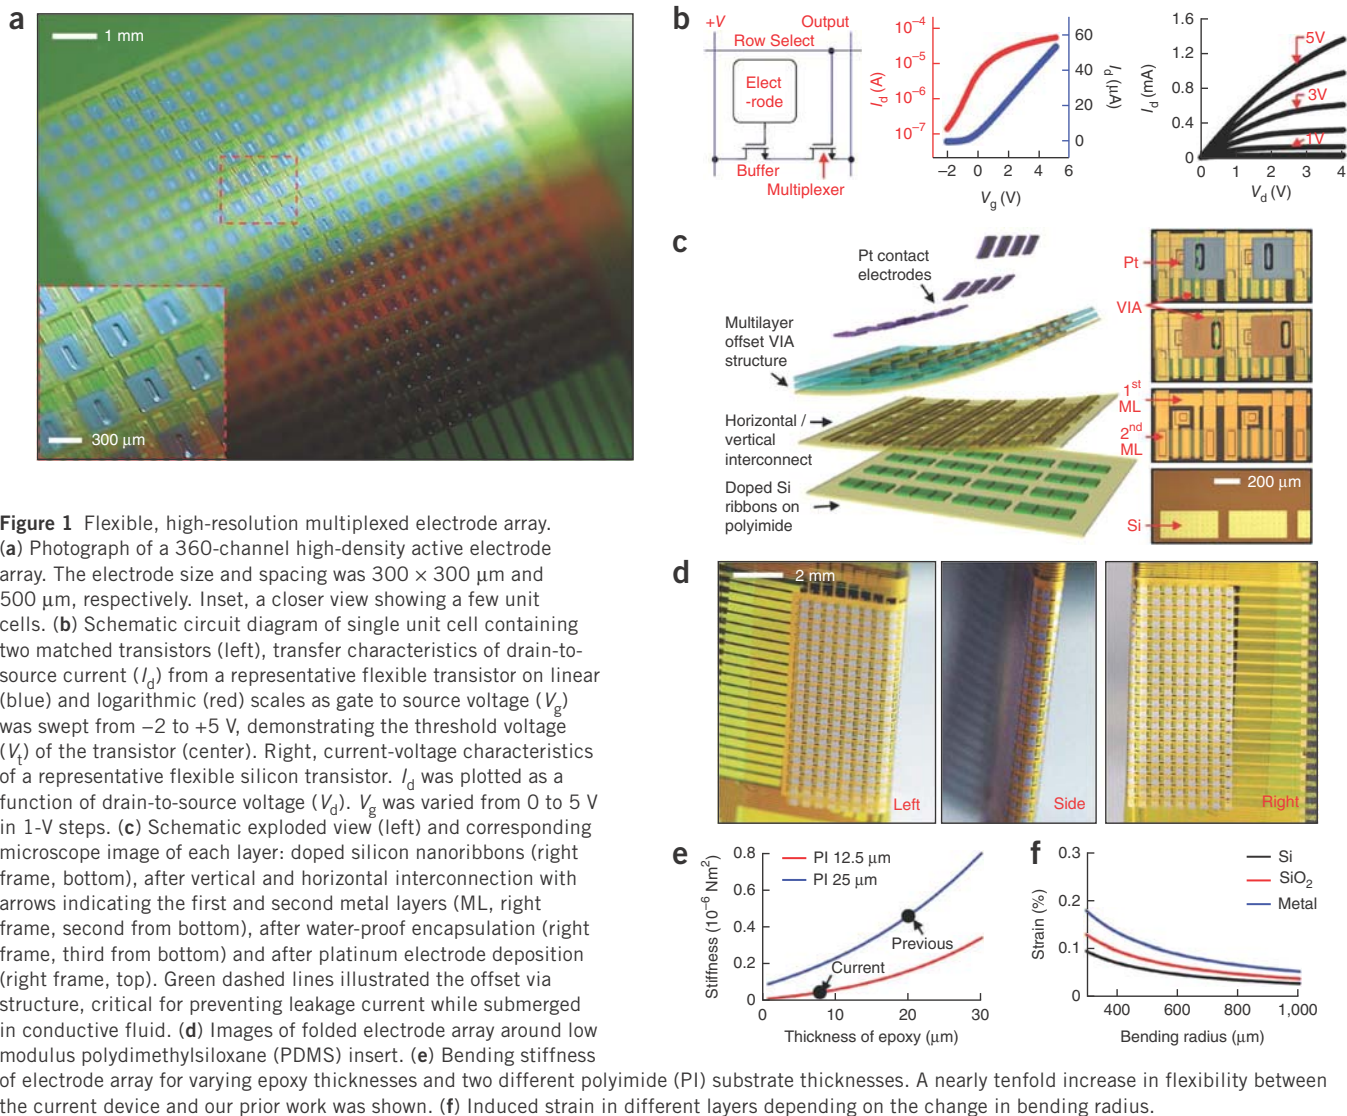 a
1 mm
300 μm
b
+V
Output
Row Select
Elect
-rode
Buffer
Multiplexer
10⁻⁴
10⁻⁵
10⁻⁶
10⁻⁷
I_d (A)
60
40
20
0
I_d (μA)
–2 0 2 4 6
V_g (V)
1.6
1.2
0.8
0.4
0
I_d (mA)
5V
3V
1V
0 1 2 3 4
V_d (V)
c
Pt contact
electrodes
Multilayer
offset VIA
structure
Horizontal /
vertical
interconnect
Doped Si
ribbons on
polyimide
Pt
VIA
1st
ML
2nd
ML
200 μm
Si
d
2 mm
Left
Side
Right
e
0.8
0.6
0.4
0.2
0
Stiffness (10⁻⁶ Nm²)
PI 12.5 μm
PI 25 μm
Previous
Current
0 10 20 30
Thickness of epoxy (μm)
f
0.3
0.2
0.1
0
Strain (%)
Si
SiO₂
Metal
400 600 800 1,000
Bending radius (μm)
Figure 1 Flexible, high-resolution multiplexed electrode array.
(a) Photograph of a 360-channel high-density active electrode
array. The electrode size and spacing was 300 × 300 μm and
500 μm, respectively. Inset, a closer view showing a few unit
cells. (b) Schematic circuit diagram of single unit cell containing
two matched transistors (left), transfer characteristics of drain-to-
source current (I_d) from a representative flexible transistor on linear
(blue) and logarithmic (red) scales as gate to source voltage (V_g)
was swept from –2 to +5 V, demonstrating the threshold voltage
(V_t) of the transistor (center). Right, current-voltage characteristics
of a representative flexible silicon transistor. I_d was plotted as a
function of drain-to-source voltage (V_d). V_g was varied from 0 to 5 V
in 1-V steps. (c) Schematic exploded view (left) and corresponding
microscope image of each layer: doped silicon nanoribbons (right
frame, bottom), after vertical and horizontal interconnection with
arrows indicating the first and second metal layers (ML, right
frame, second from bottom), after water-proof encapsulation (right
frame, third from bottom) and after platinum electrode deposition
(right frame, top). Green dashed lines illustrated the offset via
structure, critical for preventing leakage current while submerged
in conductive fluid. (d) Images of folded electrode array around low
modulus polydimethylsiloxane (PDMS) insert. (e) Bending stiffness
of electrode array for varying epoxy thicknesses and two different polyimide (PI) substrate thicknesses. A nearly tenfold increase in flexibility between
the current device and our prior work was shown. (f) Induced strain in different layers depending on the change in bending radius.